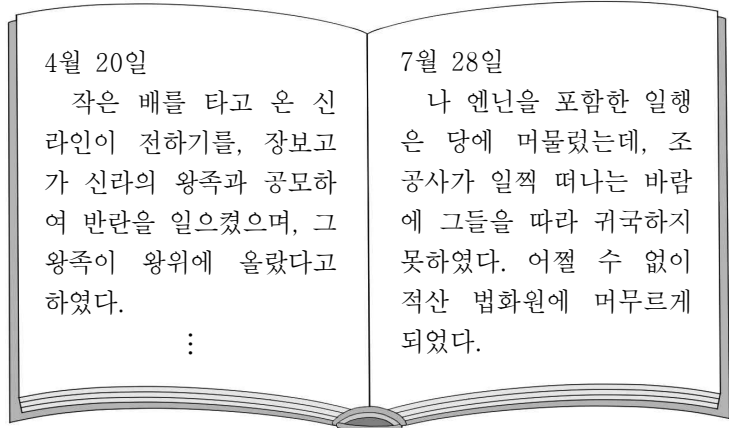 4월 20일
작은 배를 타고 온 신
라인이 전하기를, 장보고
가 신라의 왕족과 공모하
여 반란을 일으켰으며, 그
왕족이 왕위에 올랐다고
하였다.
⋮
7월 28일
나 엔닌을 포함한 일행
은 당에 머물렀는데, 조
공사가 일찍 떠나는 바람
에 그들을 따라 귀국하지
못하였다. 어쩔 수 없이
적산 법화원에 머무르게
되었다.